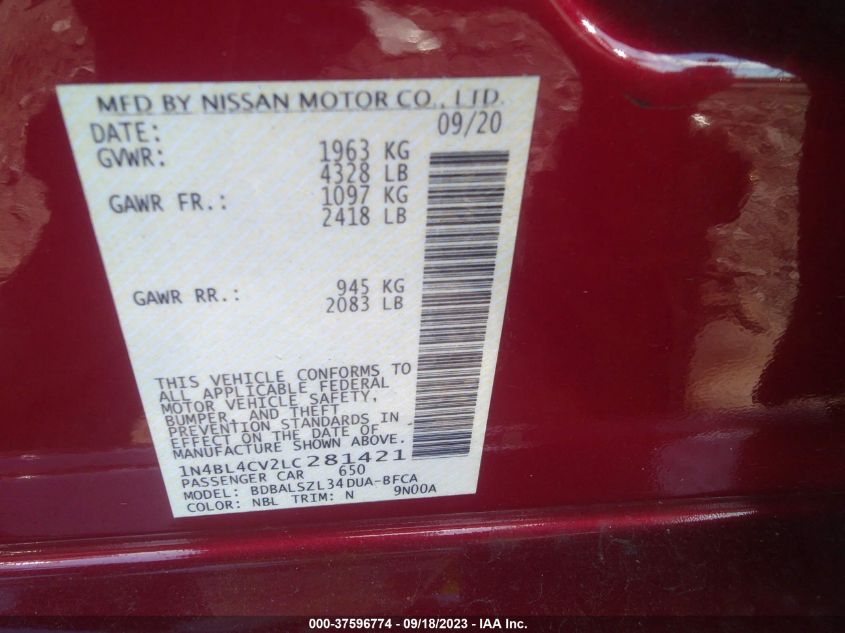 MFD BY NISSAN MOTOR CO., LTD.
DATE: 09/20
GVWR: 1963 KG
4328 LB
GAWR FR.: 1097 KG
2418 LB
GAWR RR.: 945 KG
2083 LB
THIS VEHICLE CONFORMS TO
ALL APPLICABLE FEDERAL
MOTOR VEHICLE SAFETY,
BUMPER, AND THEFT
PREVENTION STANDARDS IN
EFFECT ON THE DATE OF
MANUFACTURE SHOWN ABOVE.
1N4BL4CV2LC281421
PASSENGER CAR 650
MODEL: BDBALSZL34DUA-BFCA
COLOR: NBL TRIM: N 9N00A
000-37596774 - 09/18/2023 - IAA Inc.